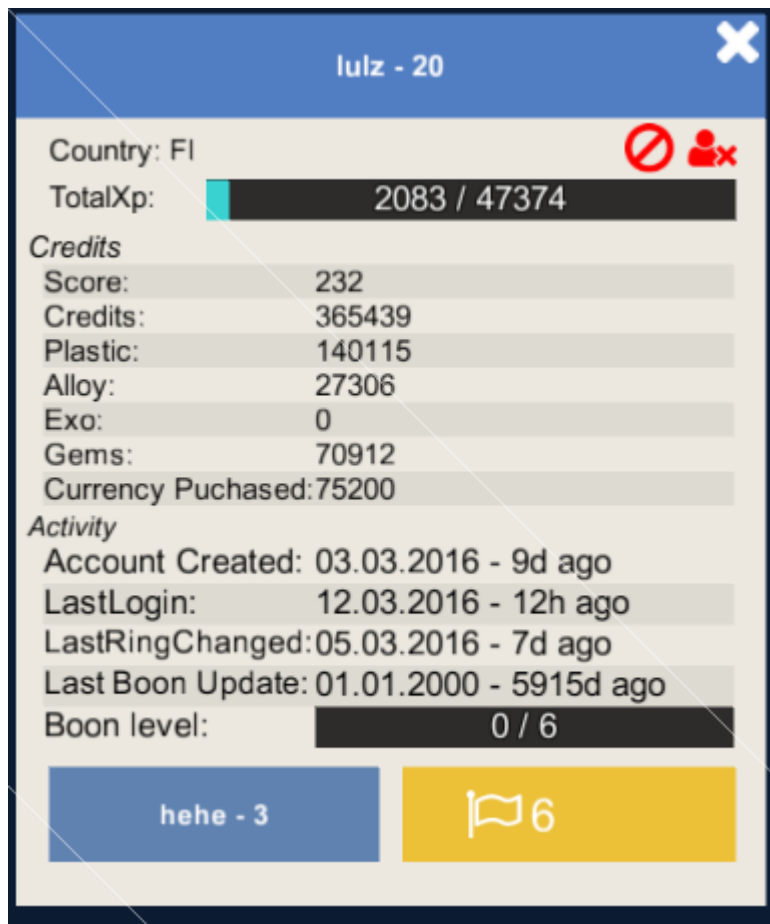 lulz - 20
Country: FI
TotalXp: 2083 / 47374
Credits
Score: 232
Credits: 365439
Plastic: 140115
Alloy: 27306
Exo: 0
Gems: 70912
Currency Puchased:75200
Activity
Account Created: 03.03.2016 - 9d ago
LastLogin: 12.03.2016 - 12h ago
LastRingChanged:05.03.2016 - 7d ago
Last Boon Update: 01.01.2000 - 5915d ago
Boon level: 0 / 6
hehe - 3 6